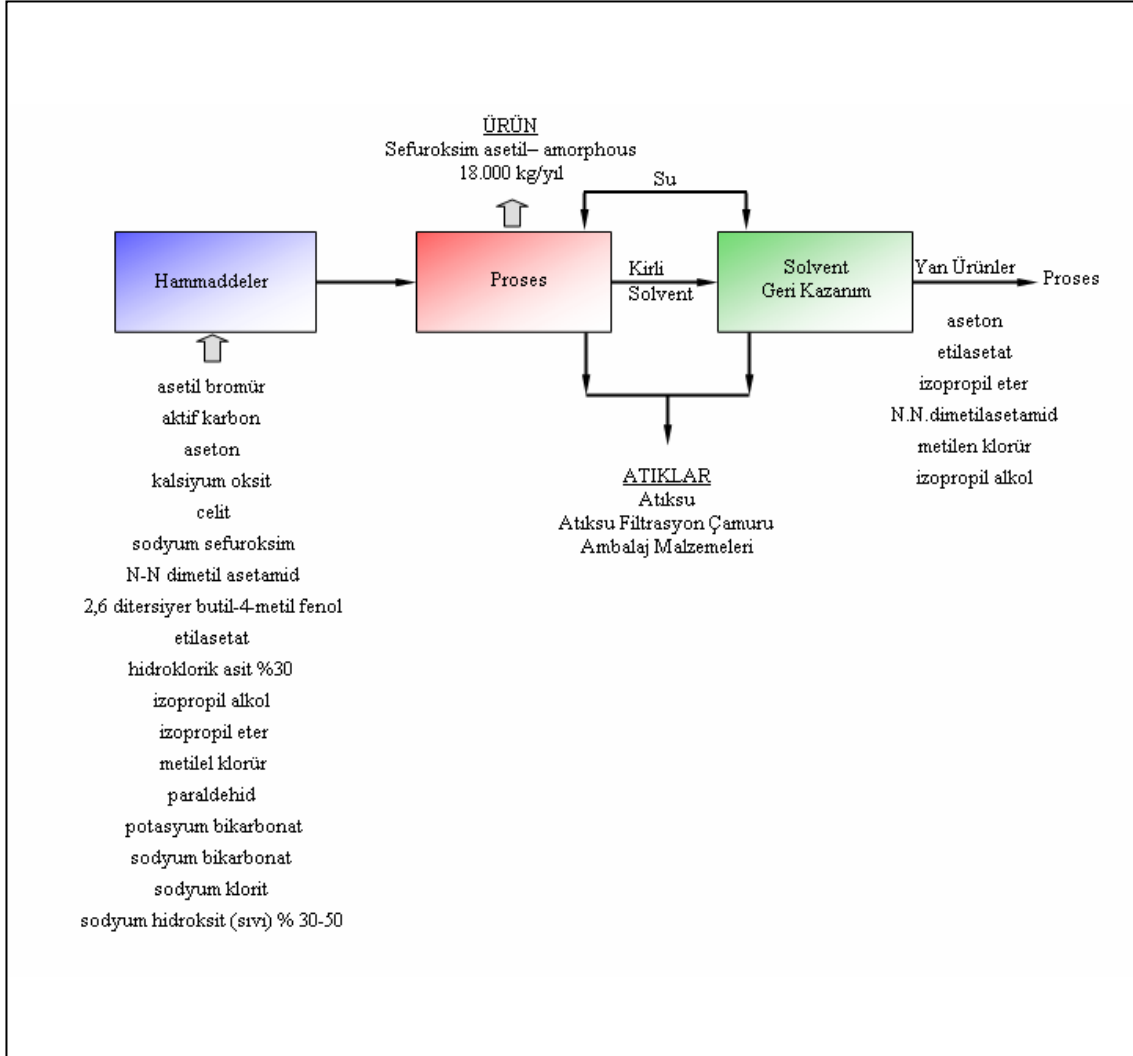 ÜRÜN
Sefuroksim asetil– amorphous
18.000 kg/yıl
Su
Hammaddeler
Proses
Kirli
Solvent
Solvent
Geri Kazanım
Yan Ürünler
Proses
asetil bromür
aktif karbon
aseton
kalsiyum oksit
celit
sodyum sefuroksim
N-N dimetil asetamid
2,6 ditersiyer butil-4-metil fenol
etilasetat
hidroklorik asit %30
izopropil alkol
izopropil eter
metilel klorür
paraldehid
potasyum bikarbonat
sodyum bikarbonat
sodyum klorit
sodyum hidroksit (sıvı) % 30-50
ATIKLAR
Atıksu
Atıksu Filtrasyon Çamuru
Ambalaj Malzemeleri
aseton
etilasetat
izopropil eter
N.N.dimetilasetamid
metilen klorür
izopropil alkol